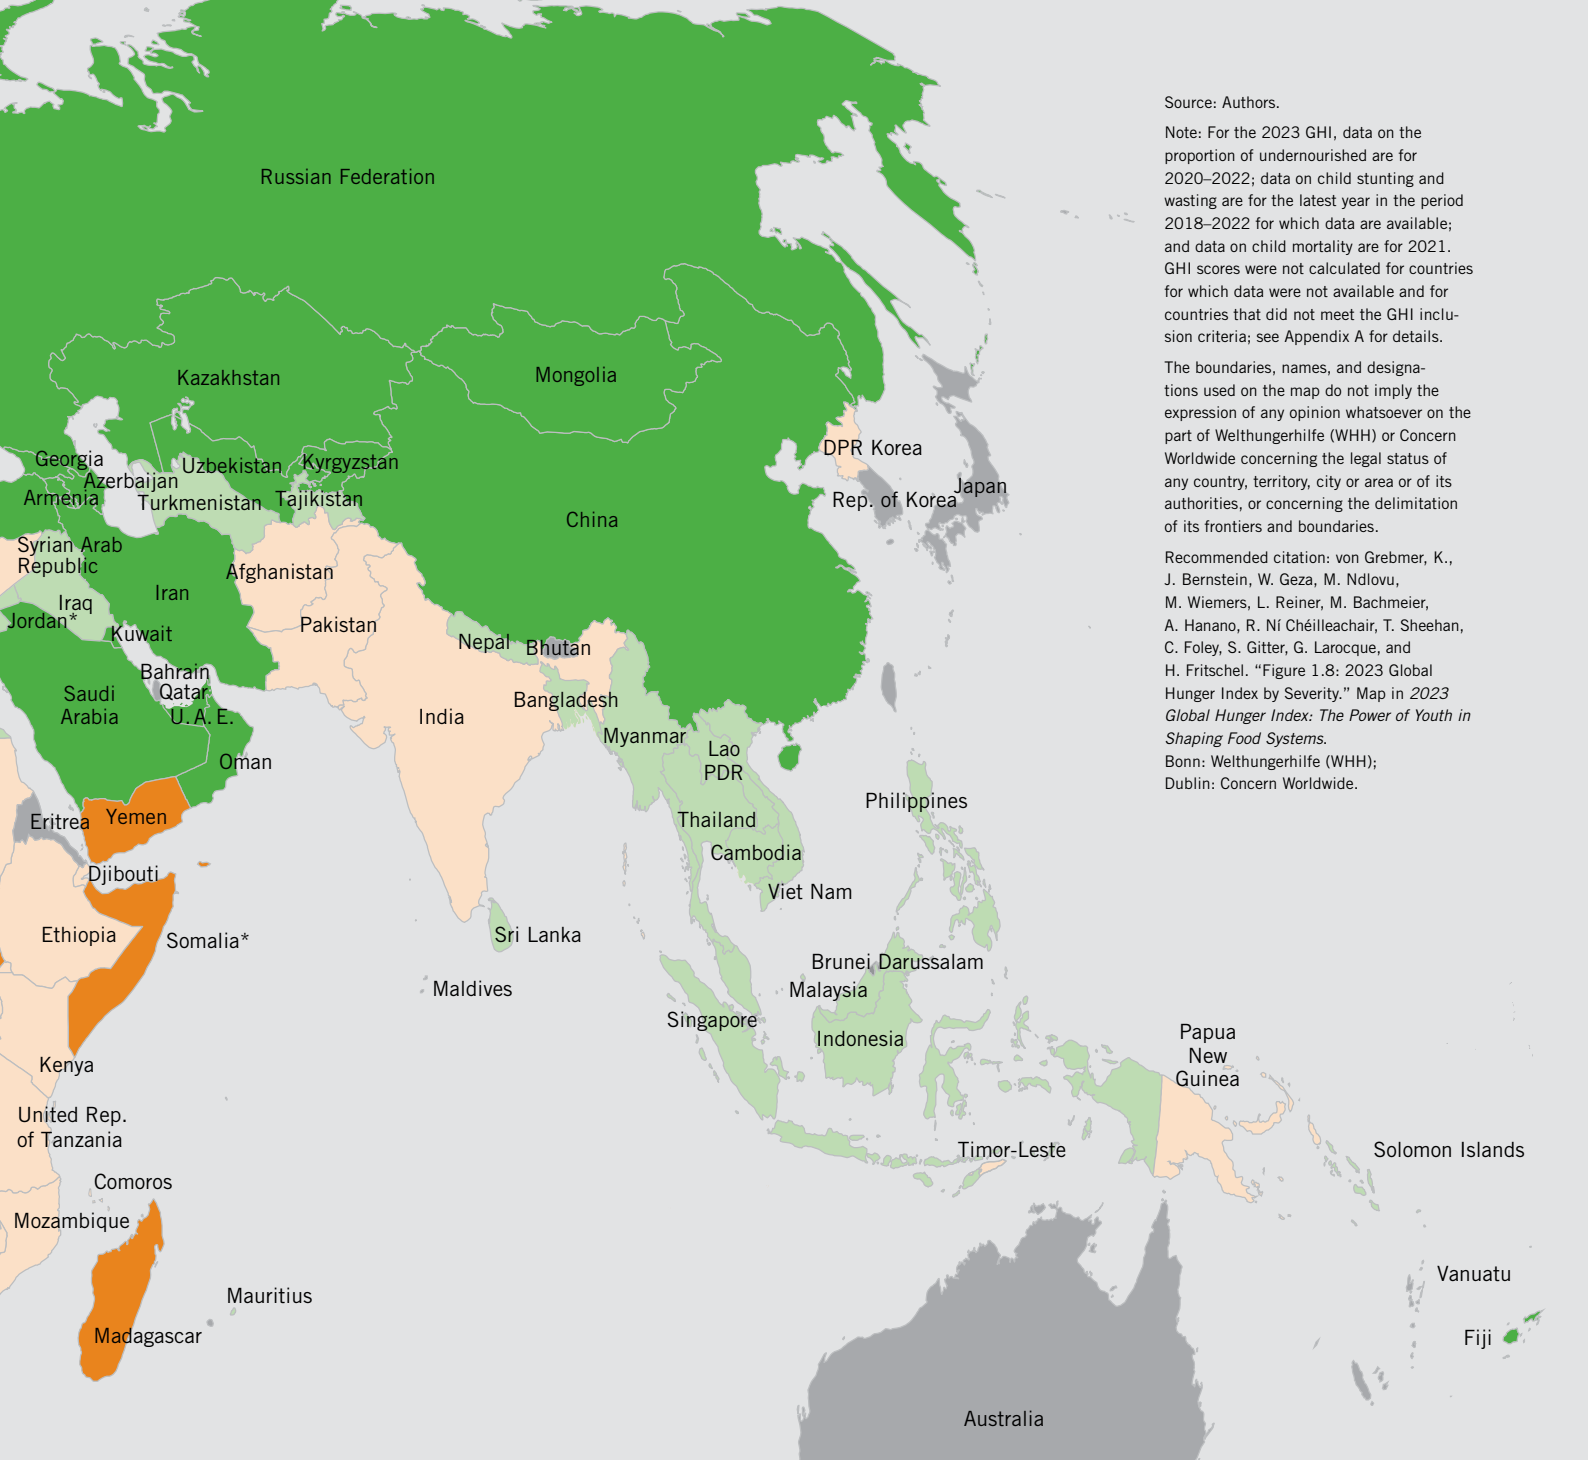 Source: Authors.
Note: For the 2023 GHI, data on the
proportion of undernourished are for
2020–2022; data on child stunting and
wasting are for the latest year in the period
2018–2022 for which data are available;
and data on child mortality are for 2021.
GHI scores were not calculated for countries
for which data were not available and for
countries that did not meet the GHI inclu-
sion criteria; see Appendix A for details.
The boundaries, names, and designa-
tions used on the map do not imply the
expression of any opinion whatsoever on the
part of Welthungerhilfe (WHH) or Concern
Worldwide concerning the legal status of
any country, territory, city or area or of its
authorities, or concerning the delimitation
of its frontiers and boundaries.
Recommended citation: von Grebmer, K.,
J. Bernstein, W. Geza, M. Ndlovu,
M. Wiemers, L. Reiner, M. Bachmeier,
A. Hanano, R. Ní Chéilleachair, T. Sheehan,
C. Foley, S. Gitter, G. Larocque, and
H. Fritschel. “Figure 1.8: 2023 Global
Hunger Index by Severity.” Map in 2023
Global Hunger Index: The Power of Youth in
Shaping Food Systems.
Bonn: Welthungerhilfe (WHH);
Dublin: Concern Worldwide.
Russian Federation
Kazakhstan
Mongolia
DPR Korea
Georgia
Uzbekistan
Kyrgyzstan
Azerbaijan
Armenia
Turkmenistan
Tajikistan
Rep. of Korea
Japan
China
Syrian Arab
Republic
Afghanistan
Iran
Iraq
Jordan*
Pakistan
Kuwait
Nepal
Bhutan
Bahrain
Qatar
Saudi
Arabia
Bangladesh
U. A. E.
India
Myanmar
Lao
PDR
Oman
Philippines
Eritrea
Yemen
Thailand
Cambodia
Djibouti
Viet Nam
Ethiopia
Somalia*
Sri Lanka
Brunei Darussalam
Maldives
Malaysia
Singapore
Indonesia
Papua
New
Guinea
Kenya
United Rep.
of Tanzania
Timor-Leste
Solomon Islands
Comoros
Mozambique
Vanuatu
Mauritius
Madagascar
Fiji
Australia